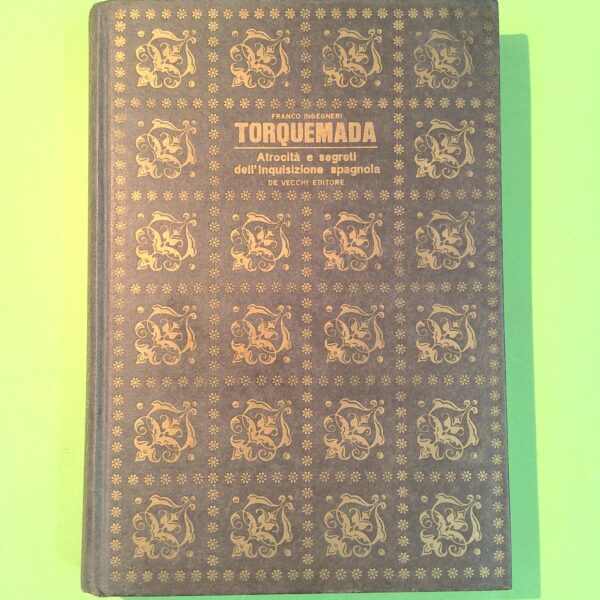 FRANCO INGEGNERI
TORQUEMADA
Atrocità e segreti
dell'inquisizione spagnola
DE VECCHI EDITORE